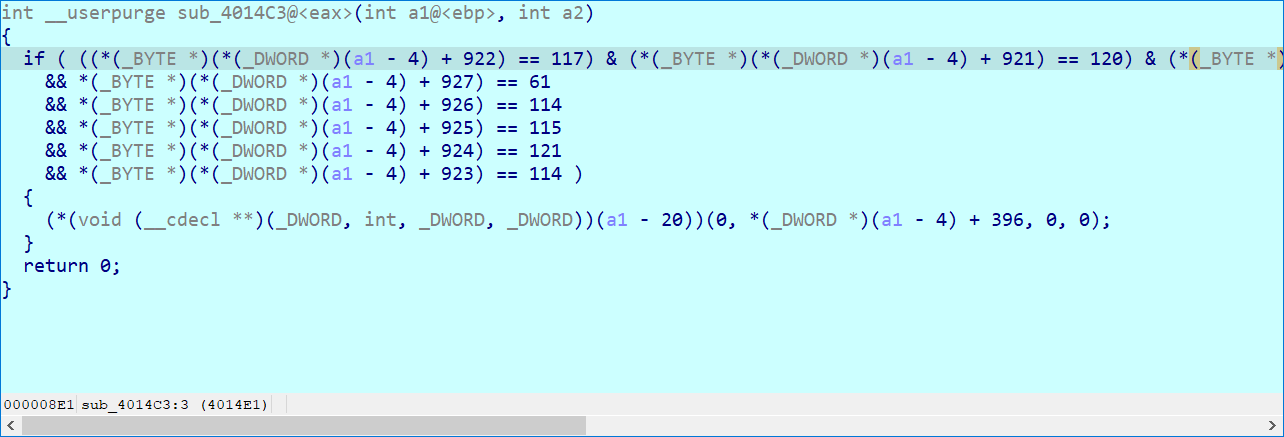 int __userpurge sub_4014C3@<eax>(int a1@<ebp>, int a2)
{
if ( ((*(_BYTE *)(*(_DWORD *)(a1 - 4) + 922) == 117) & (*(_BYTE *)(*(_DWORD *)(a1 - 4) + 921) == 120) & (*(_BYTE *)
&& *(_BYTE *)(*(_DWORD *)(a1 - 4) + 927) == 61
&& *(_BYTE *)(*(_DWORD *)(a1 - 4) + 926) == 114
&& *(_BYTE *)(*(_DWORD *)(a1 - 4) + 925) == 115
&& *(_BYTE *)(*(_DWORD *)(a1 - 4) + 924) == 121
&& *(_BYTE *)(*(_DWORD *)(a1 - 4) + 923) == 114 )
{
(*(void (__cdecl **)(_DWORD, int, _DWORD, _DWORD))(a1 - 20))(0, *(_DWORD *)(a1 - 4) + 396, 0, 0);
}
return 0;
}
000008E1 sub_4014C3:3 (4014E1)